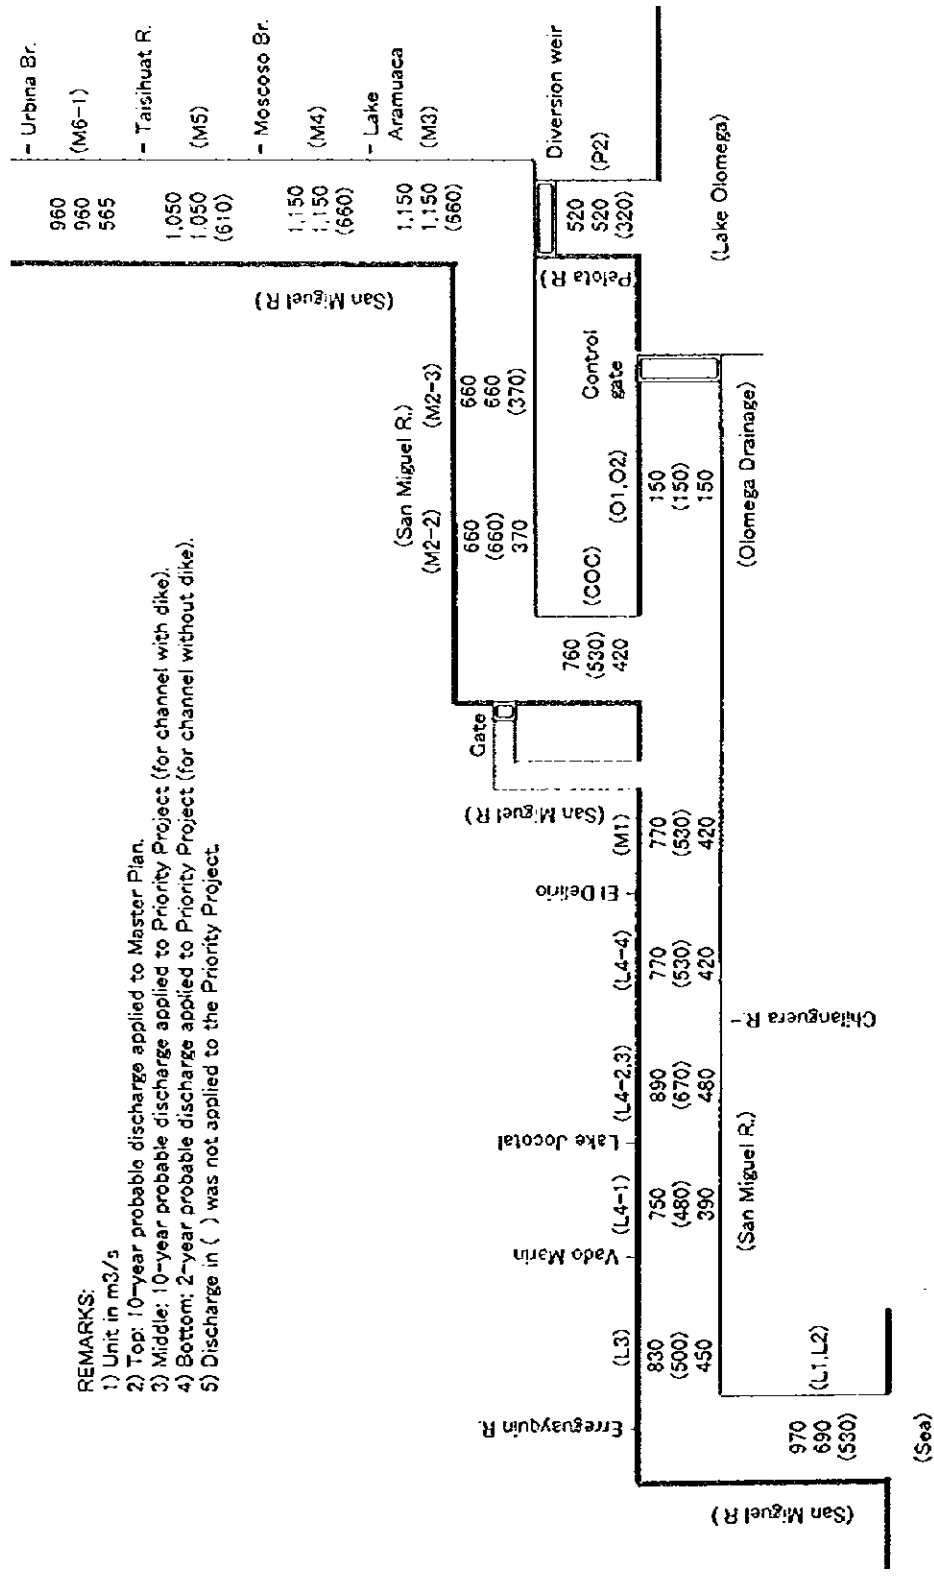 REMARKS:
1) Unit in m3/s
2) Top: 10-year probable discharge applied to Master Plan.
3) Middle: 10-year probable discharge applied to Priority Project (for channel with dike).
4) Bottom: 2-year probable discharge applied to Priority Project (for channel without dike).
5) Discharge in ( ) was not applied to the Priority Project.
- Urbina Br.
(M6-1)
960
960
565
- Taisihuat R.
(M5)
1,050
1,050
(610)
- Moscoso Br.
(M4)
1,150
1,150
(660)
- Lake
Aramuaca
(M3)
1,150
1,150
(660)
(San Miguel R)
Diversion weir
(P2)
520
520
(320)
(Pelota R)
(Lake Olomega)
(San Miguel R.)
(M2-3)
660
660
(370)
(M2-2)
660
(660)
370
(COC)
760
(530)
420
Control
gate
(O1,O2)
150
(150)
150
(Olomega Drainage)
Gate
(San Miguel R)
(M1)
770
(530)
420
El Delirio
(L4-4)
770
(530)
420
Chilanguera R.
(L4-2,3)
890
(670)
480
Lake Jocotal
(L4-1)
750
(480)
390
Vado Marin
(San Miguel R.)
(L3)
830
(500)
450
Erreguayquin R.
(L1,L2)
970
690
(530)
(San Miguel R)
(Sea)